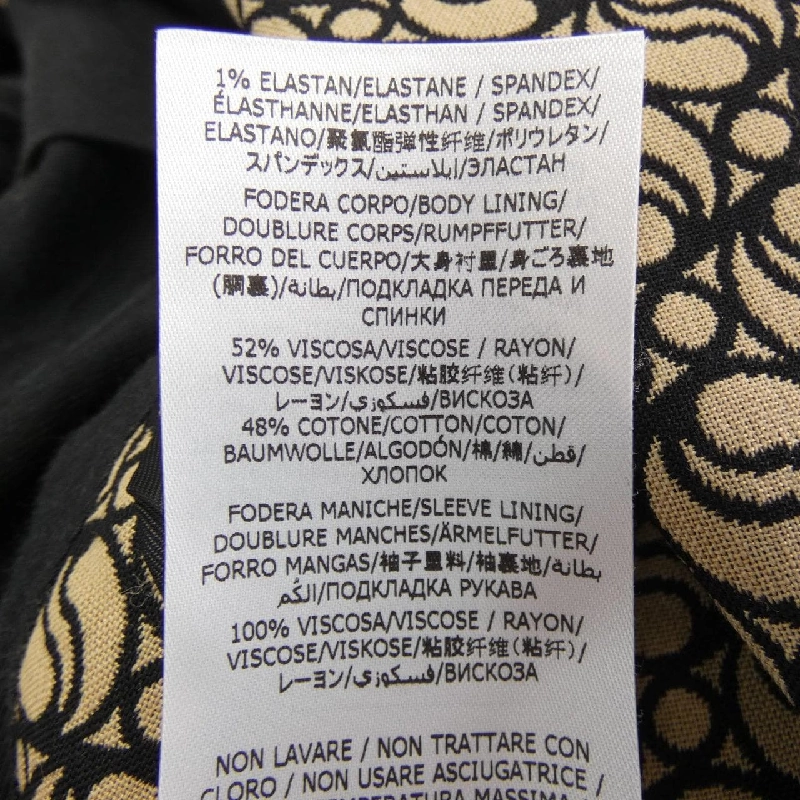 1% ELASTAN/ELASTANE / SPANDEX/
ÉLASTHANNE/ELASTHAN / SPANDEX/
ELASTANO/聚氨酯弹性纤维/ポリウレタン/
スパンデックス/إيلاستين/ЭЛАСТАН
FODERA CORPO/BODY LINING/
DOUBLURE CORPS/RUMPFFUTTER/
FORRO DEL CUERPO/大身衬里/身ごろ裏地
(胴裏)/بطانة/ПОДКЛАДКА ПЕРЕДА И
СПИНКИ
52% VISCOSA/VISCOSE / RAYON/
VISCOSE/VISKOSE/粘胶纤维(粘纤)/
レーヨン/فسكوزي/ВИСКОЗА
48% COTONE/COTTON/COTON/
BAUMWOLLE/ALGODÓN/棉/綿/قطن/
ХЛОПОК
FODERA MANICHE/SLEEVE LINING/
DOUBLURE MANCHES/ÄRMELFUTTER/
FORRO MANGAS/袖子里料/袖裏地/بطانة
الكُم/ПОДКЛАДКА РУКАВА
100% VISCOSA/VISCOSE / RAYON/
VISCOSE/VISKOSE/粘胶纤维(粘纤)/
レーヨン/فسكوزي/ВИСКОЗА
NON LAVARE / NON TRATTARE CON
CLORO / NON USARE ASCIUGATRICE /
TEMPERATURA MASSIMA